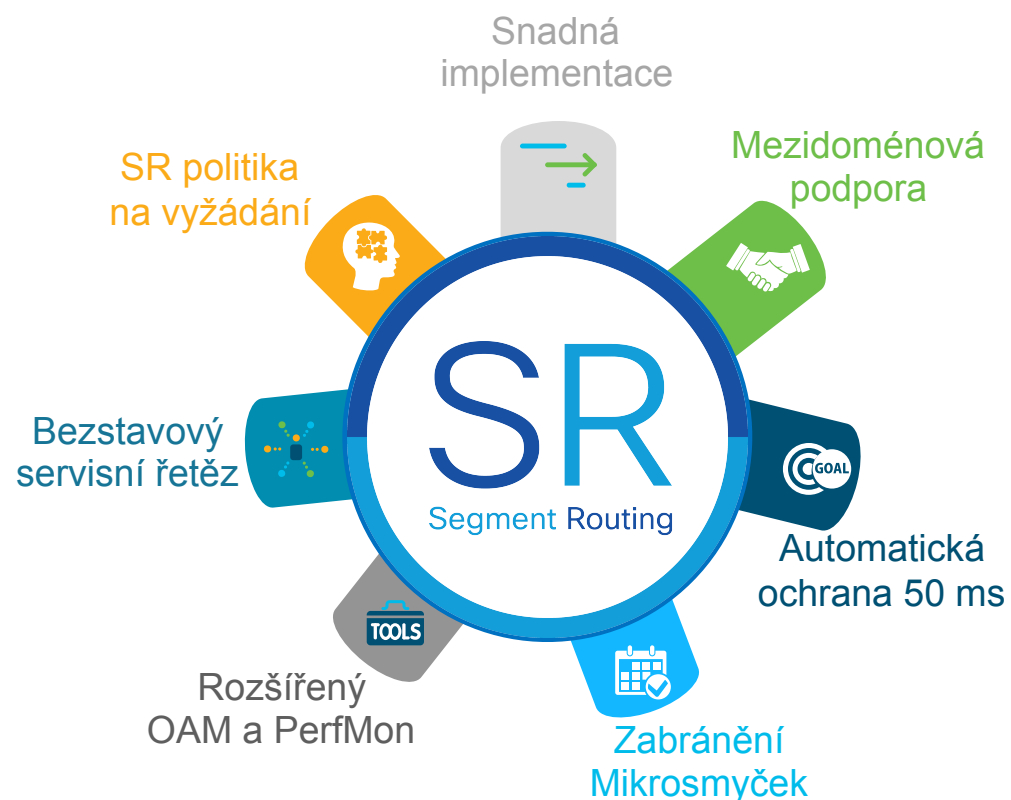 Snadná
implementace
Mezidoménová
podpora
SR politika
na vyžádání
SR
Segment Routing
Bezstavový
servisní řetěz
GOAL
Automatická
ochrana 50 ms
TOOLS
Rozšířený
OAM a PerfMon
Zabránění
Mikrosmyček